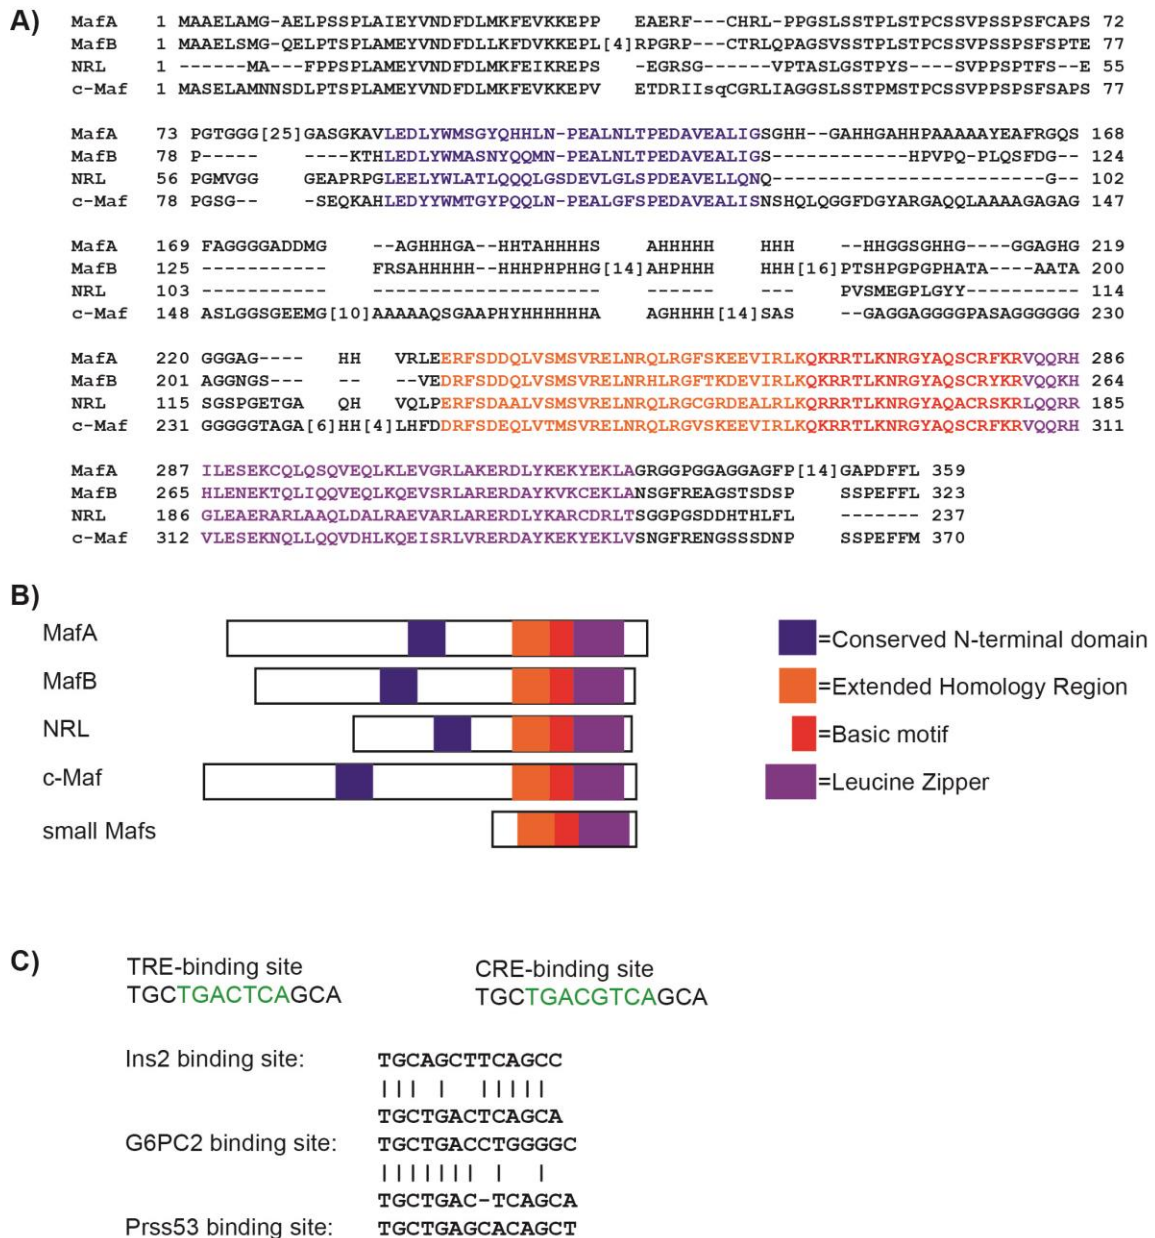 A)
MafA 1 MAAELAMG-AELPSSPLAIEYVNDFDLMKFEVKKEPP EAERF---CHRL-PPGSLSSTPLSTPCSSVPSSPSFCAPS 72
MafB 1 MAAELSMG-QELPTSPLAMEYVNDFDLLKFDVKKEPL[4]RPGRP---CTRLQPAGSVSSTPLSTPCSSVPSSPSFSPTE 77
NRL 1 ------MA--FPPSPLAMEYVNDFDLMKFEIKREPS -EGRSG----VPTASLGSTPYS----SVPPSPTFS--E 55
c-Maf 1 MASELAMNNSDLPTSPLAMEYVNDFDLMKFEVKKEPV ETDRIIsqCGRLIAGGSLSSTPMSTPCSSVPPSPSFSAPS 77
MafA 73 PGTGGG[25]GASGKAVLEDLYWMSGYQHHLN-PEALNLTPEDAVEALIGSGHH--GAHHGAHHPAAAAAYEAFRGQS 168
MafB 78 P----- ----KTHLEDLYWMASNYQQMN-PEALNLTPEDAVEALIGS------------HPVPQ-PLQSFDG-- 124
NRL 56 PGMVGG GEAPRPGLEELYWLATLQQQLGSDEVLGLSPDEAVELLQNQ-----------------------G-- 102
c-Maf 78 PGSG-- -SEQKAHLEDYYWMTGYPQQLN-PEALGFSPEDAVEALISNSHQLQGGFDGYARGAQQLAAAAGAGAG 147
MafA 169 FAGGGGADDMG --AGHHHGA--HHTAHHHHS AHHHHH HHH --HHGGSGHHG----GGAGHG 219
MafB 125 ----------- FRSAHHHHH--HHHPHPHHG[14]AHPHHH HHH[16]PTSHPGPGPHATA----AATA 200
NRL 103 ----------- -------------------- ------ --- PVSMEGPLGYY---------- 114
c-Maf 148 ASLGGSGEEMG[10]AAAAAQSGAAPHYHHHHHHA AGHHHH[14]SAS --GAGGAGGGGPASAGGGGGG 230
MafA 220 GGGAG---- HH VRLEERFSDDQLVSMSVRELNRQLRGFSKEEVIRLKQKRRTLKNRGYAQSCRFKRVQQRH 286
MafB 201 AGGNGS--- -- --VEDRFSDDQLVSMSVRELNRHLRGFTKDEVIRLKQKRRTLKNRGYAQSCRYKRVQQKH 264
NRL 115 SGSPGETGA QH VQLPERFSDAALVSMSVRELNRQLRGCGRDEALRLKQRRRTLKNRGYAQACRSKRLQQRR 185
c-Maf 231 GGGGGTAGA[6]HH[4]LHFDDRFSDEQLVTMSVRELNRQLRGVSKEEVIRLKQKRRTLKNRGYAQSCRFKRVQQRH 311
MafA 287 ILESEKCQLQSQVEQLKLEVGRLAKERDLYKEKYEKLAGRGGPGGAGGAGFP[14]GAPDFFL 359
MafB 265 HLENEKTQLIQQVEQLKQEVSRLARERDAYKVKCEKLANSGFREAGSTSDSP SSPEFFL 323
NRL 186 GLEAERARLAAQLDALRAEVARLARERDLYKARCDRLTSGGPGSDDHTHLFL ------- 237
c-Maf 312 VLESEKNQLLQQVDHLKQEISRLVRERDAYKEKYEKLVSNGFRENGSSSDNP SSPEFFM 370
B)
MafA
MafB
NRL
c-Maf
small Mafs
=Conserved N-terminal domain
=Extended Homology Region
=Basic motif
=Leucine Zipper
C)
TRE-binding site CRE-binding site
TGCTGACTCAGCA TGCTGACGTCAGCA
Ins2 binding site: TGCAGCTTCAGCC
TGCTGACTCAGCA
G6PC2 binding site: TGCTGACCTGGGGC
TGCTGAC-TCAGCA
Prss53 binding site: TGCTGAGCACAGCT